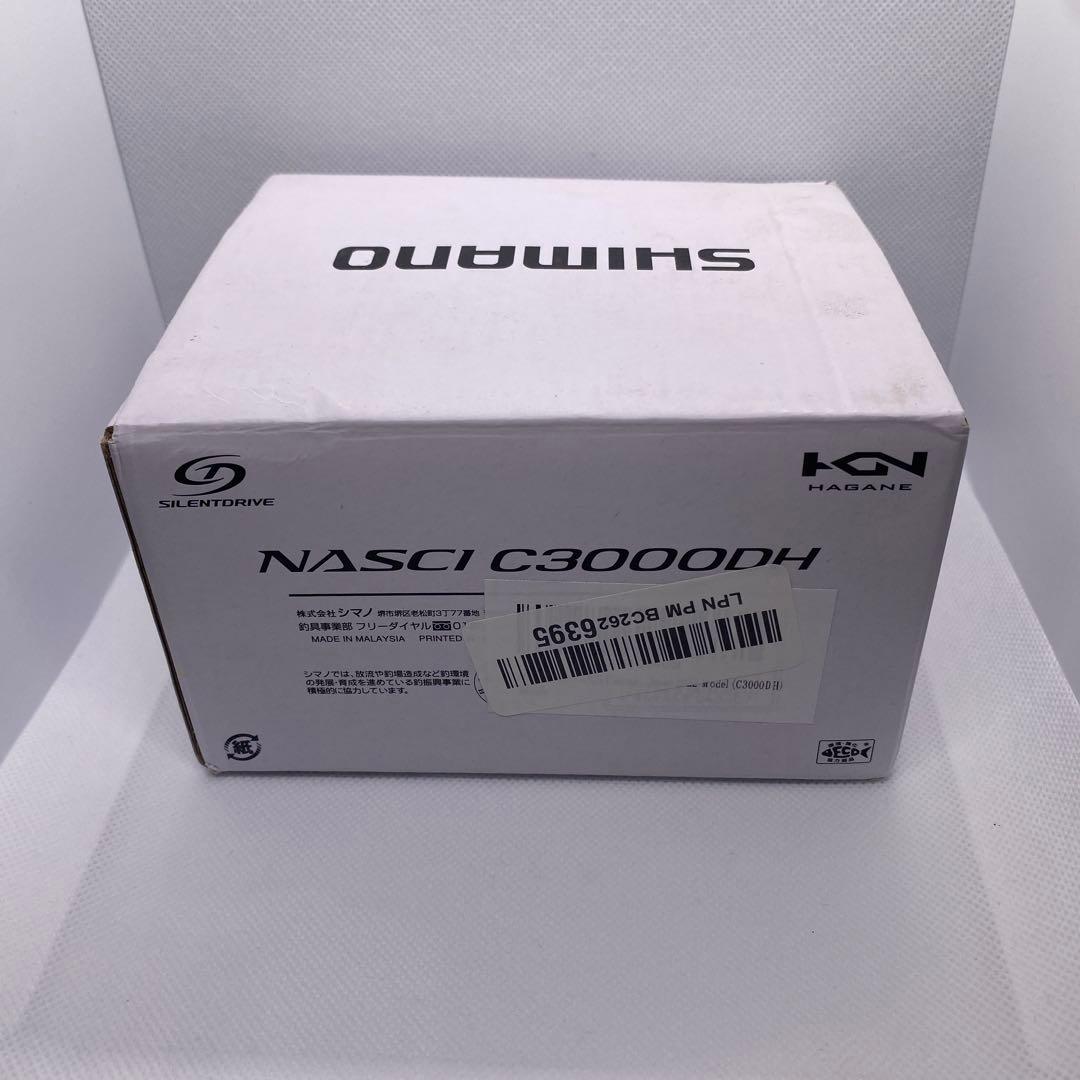 SHIMANO
SILENTDRIVE
HGN
HAGANE
NASCI C3000DH
株式会社シマノ 堺市堺区老松町3丁77番地
釣具事業部 フリーダイヤル 01
MADE IN MALAYSIA PRINTED
シマノでは、放流や釣場造成など釣環境
の発展・育成を進めている釣振興事業に
積極的に協力しています。
LPN PM BC2626395
Model (C3000DH)
紙
ECO